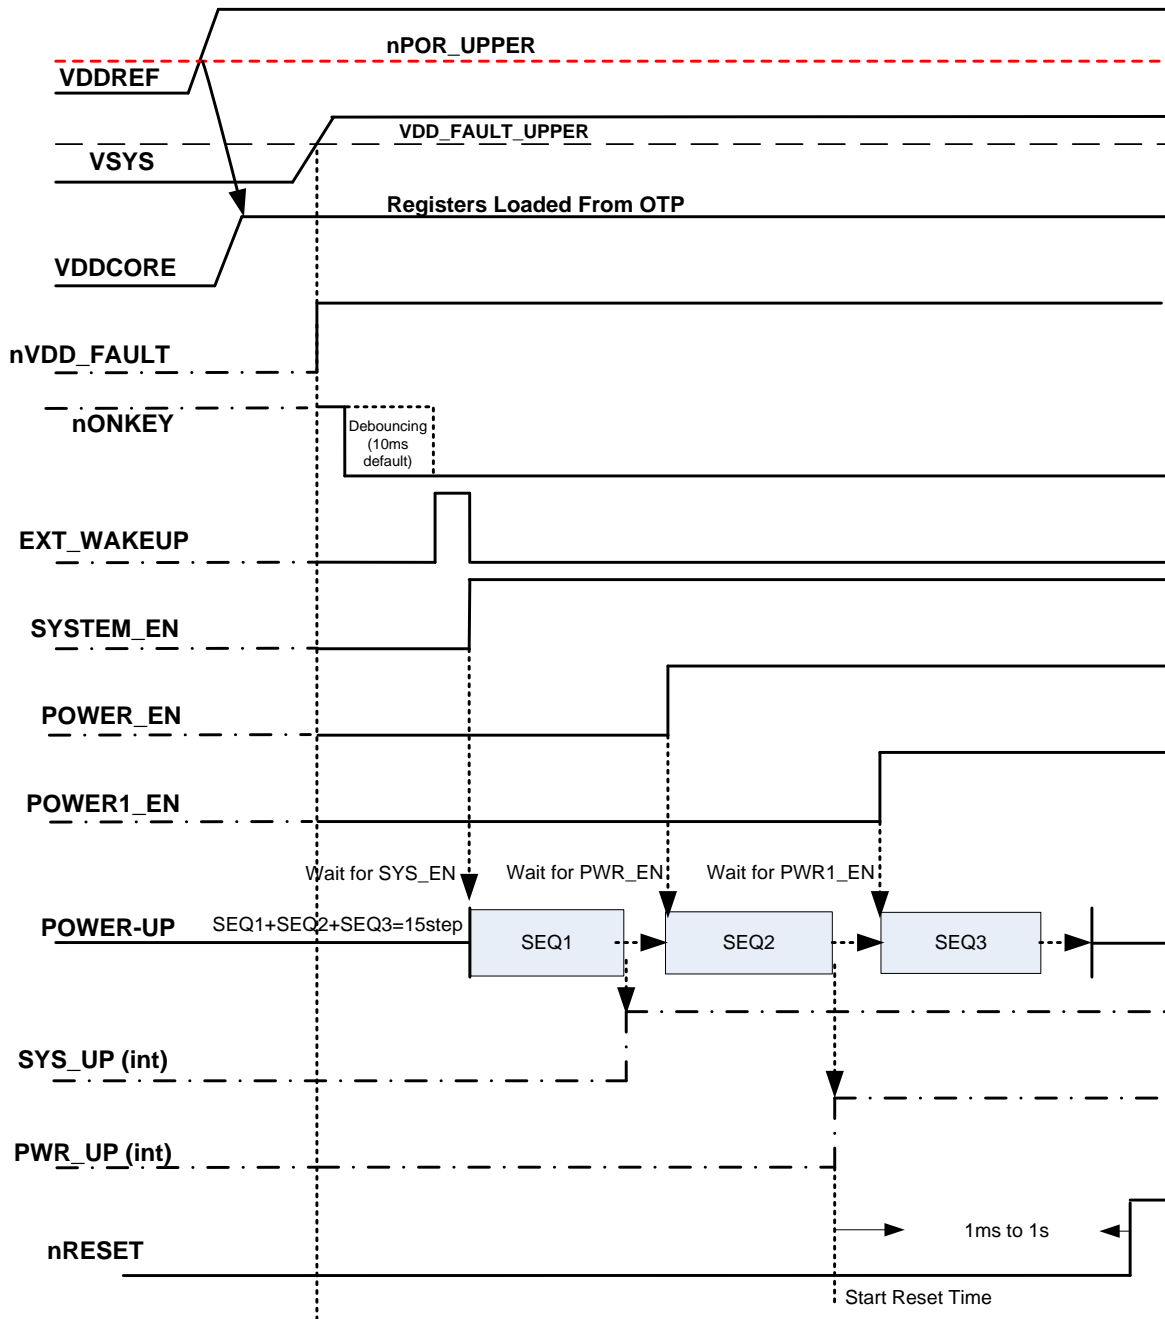 nPOR_UPPER
VDDREF
VDD_FAULT_UPPER
VSYS
Registers Loaded From OTP
VDDCORE
nVDD_FAULT
nONKEY
Debouncing
(10ms
default)
EXT_WAKEUP
SYSTEM_EN
POWER_EN
POWER1_EN
Wait for SYS_EN
Wait for PWR_EN
Wait for PWR1_EN
POWER-UP
SEQ1+SEQ2+SEQ3=15step
SEQ1
SEQ2
SEQ3
SYS_UP (int)
PWR_UP (int)
1ms to 1s
nRESET
Start Reset Time